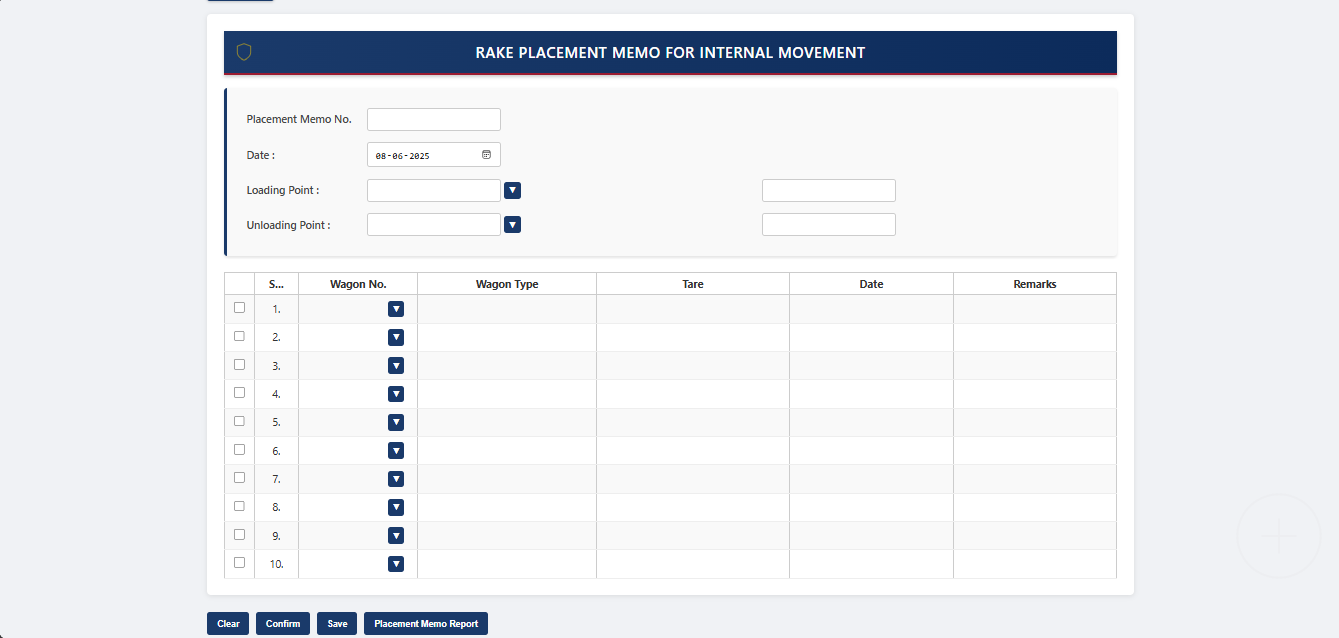 RAKE PLACEMENT MEMO FOR INTERNAL MOVEMENT
Placement Memo No.
Date :
08-06-2025
Loading Point :
Unloading Point :
S... Wagon No. Wagon Type Tare Date Remarks
1.
2.
3.
4.
5.
6.
7.
8.
9.
10.
Clear Confirm Save Placement Memo Report